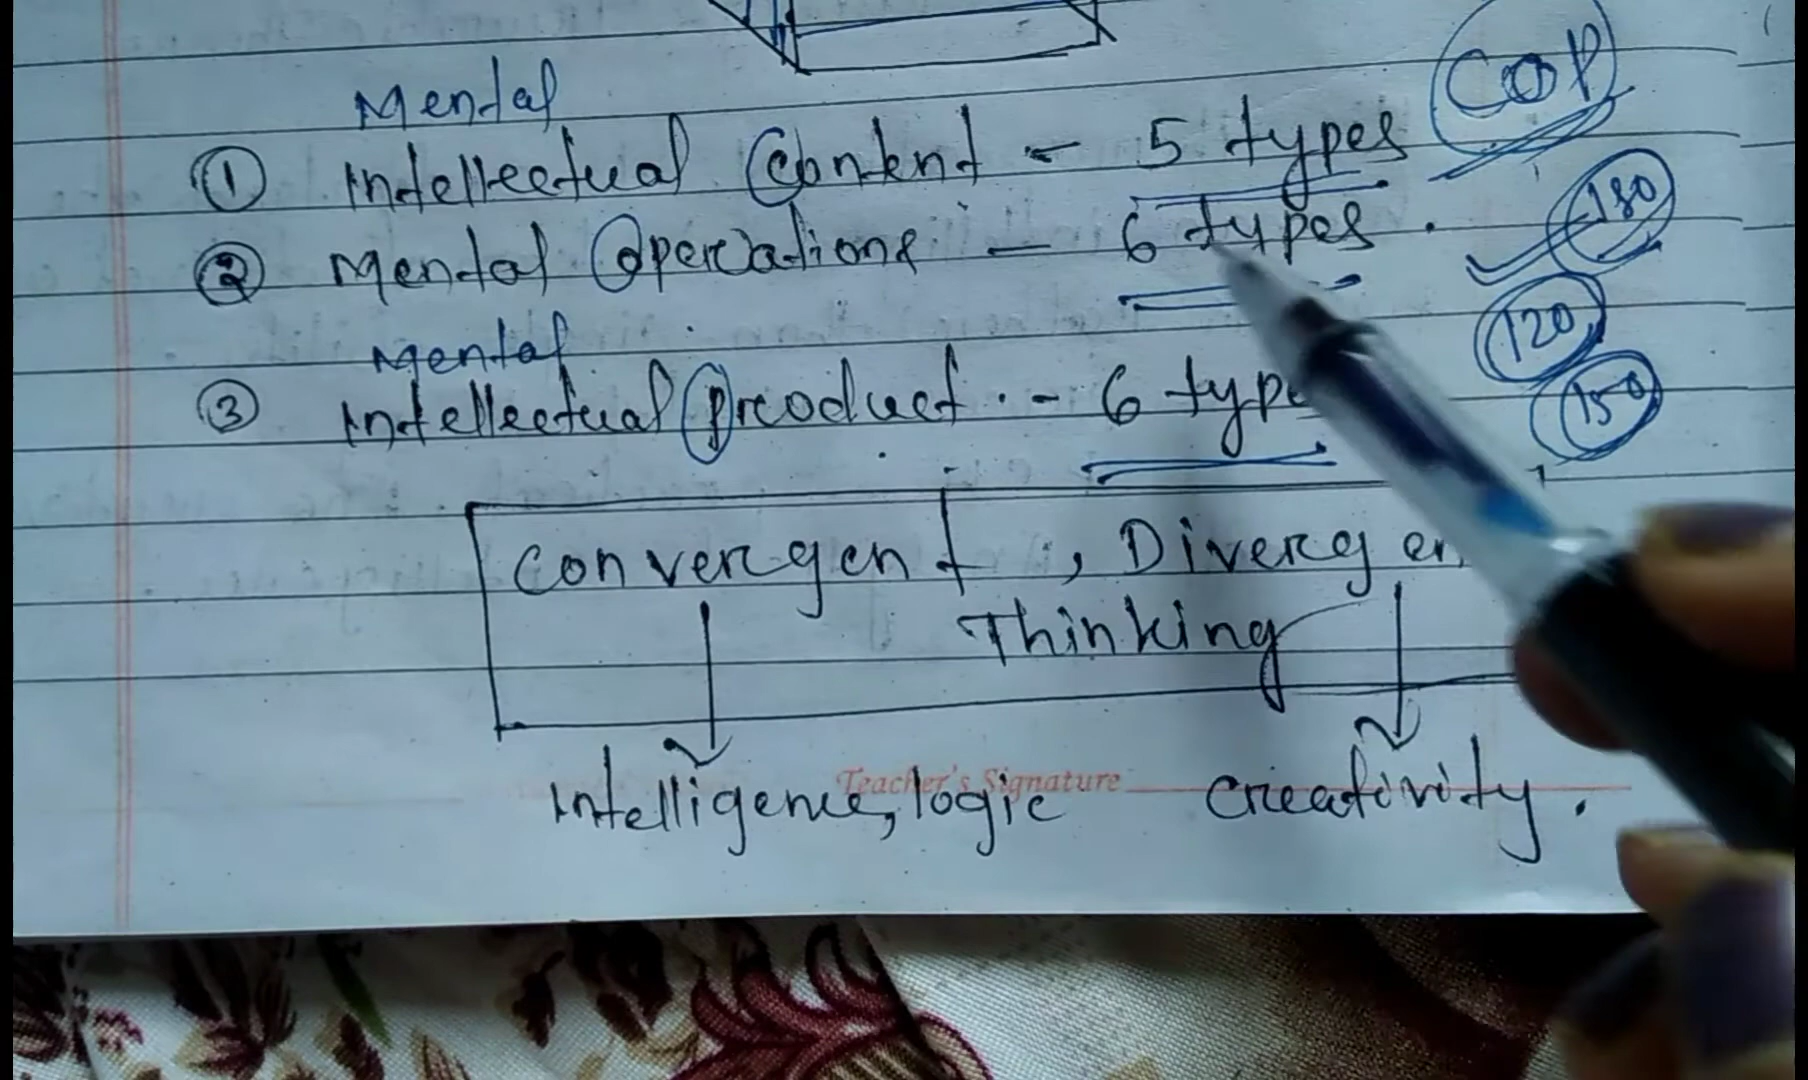 COP
Mental
① Intellectual Content - 5 types
180
② Mental Operations - 6 types.
120
Mental
③ Intellectual Product. - 6 type
150
Convergent, Divergen
Thinking
Teacher's Signature
Intelligence, logic creativity.